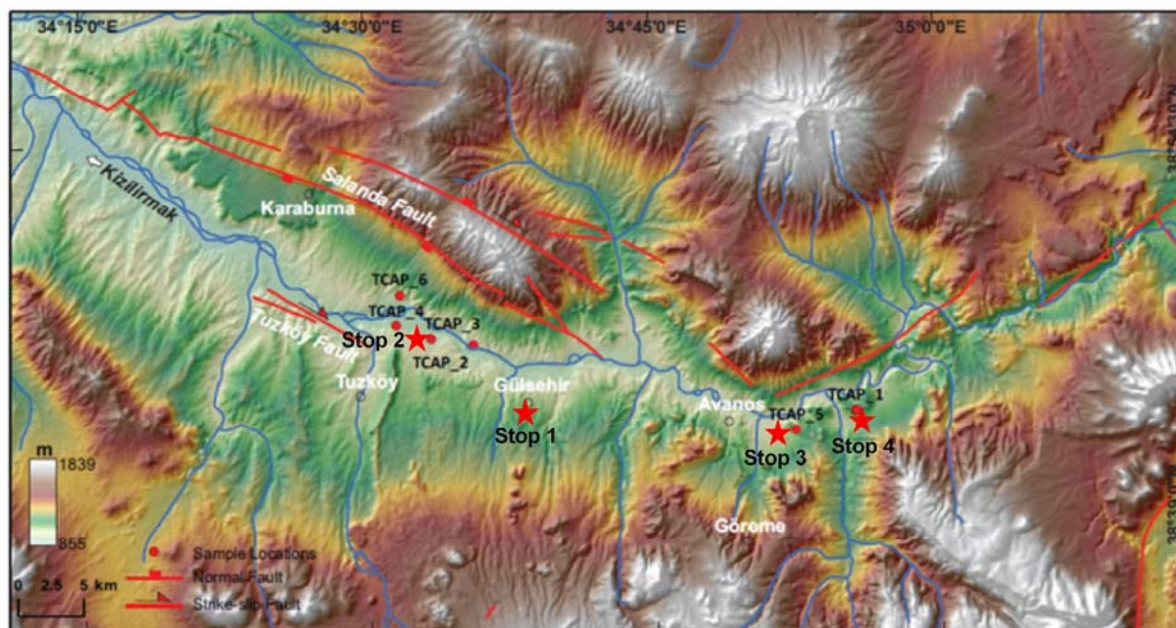 34°15'0"E 34°30'0"E 34°45'0"E 35°0'0"E
Kizilirmak
Salanda Fault
Karaburna
TCAP_6
TCAP_4
TCAP_3
Stop 2
TCAP_2
Tuzköy Fault
Tuzköy
Gülsehir
Stop 1
Avanos
TCAP_1
TCAP_5
Stop 3
Stop 4
Göreme
m
1839
855
Sample Locations
Normal Fault
Strike-slip Fault
0 2.5 5 km